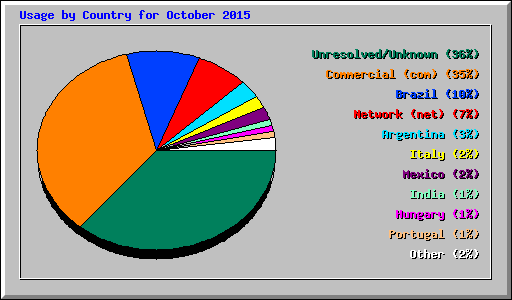 Usage by Country for October 2015
Unresolved/Unknown (36%)
Commercial (com) (35%)
Brazil (10%)
Network (net) (7%)
Argentina (3%)
Italy (2%)
Mexico (2%)
India (1%)
Hungary (1%)
Portugal (1%)
Other (2%)